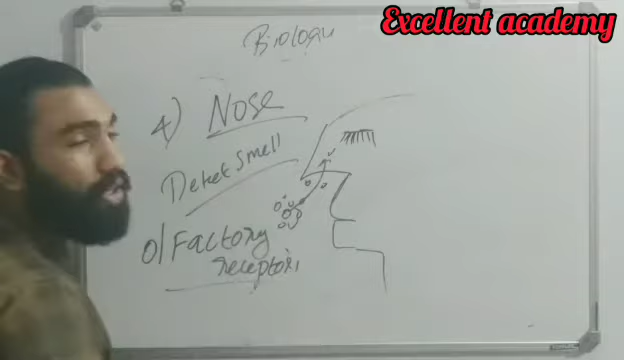 Excellent academy
Biology
4) Nose
Detect smell
Olfactory
receptors